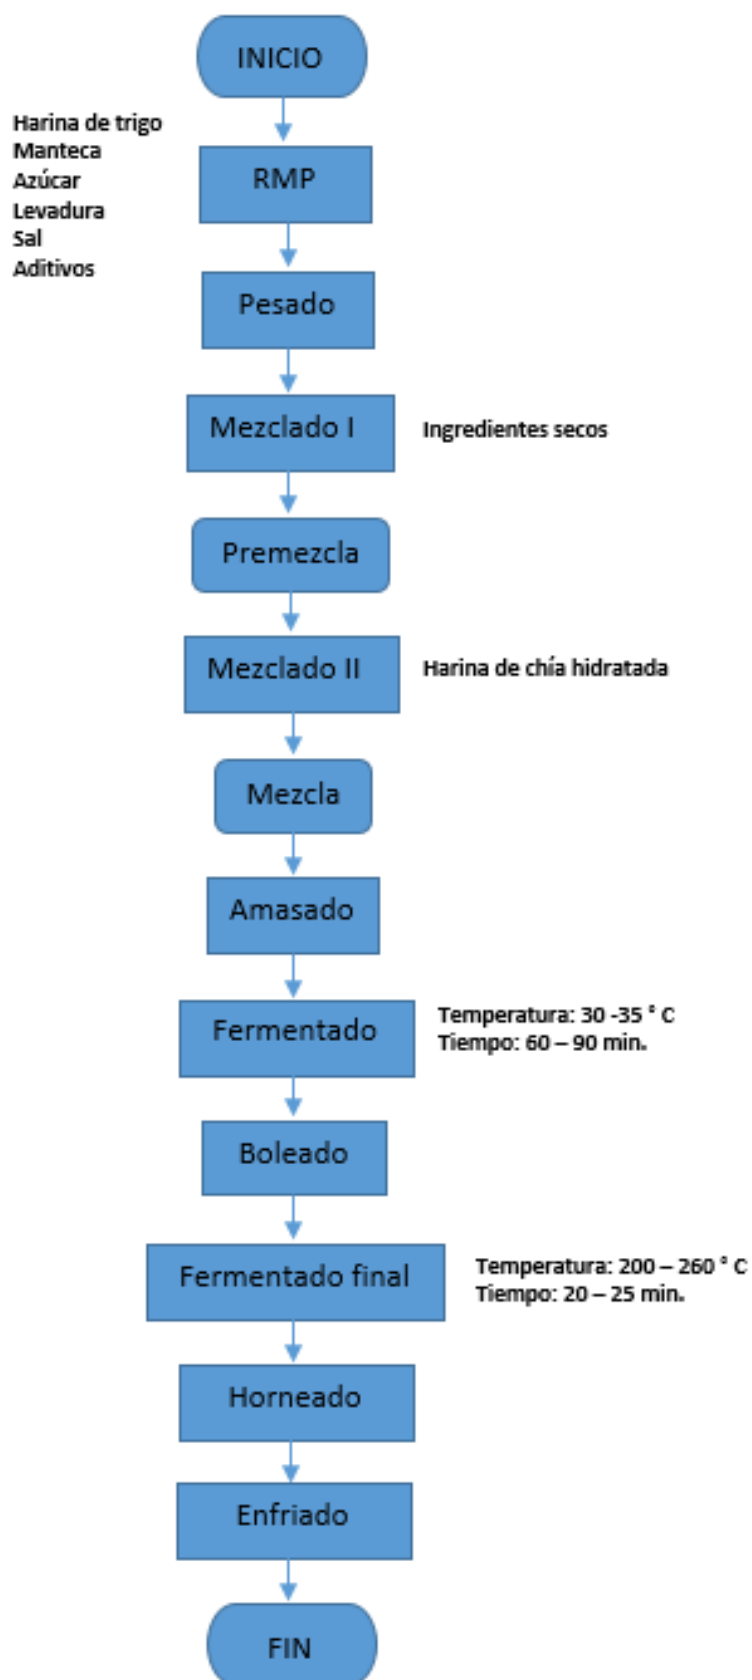 INICIO
Harina de trigo
Manteca
Azúcar
Levadura
Sal
Aditivos
RMP
Pesado
Mezclado I
Ingredientes secos
Premezcla
Mezclado II
Harina de chía hidratada
Mezcla
Amasado
Fermentado
Temperatura: 30 -35 ° C
Tiempo: 60 – 90 min.
Boleado
Fermentado final
Temperatura: 200 – 260 ° C
Tiempo: 20 – 25 min.
Horneado
Enfriado
FIN